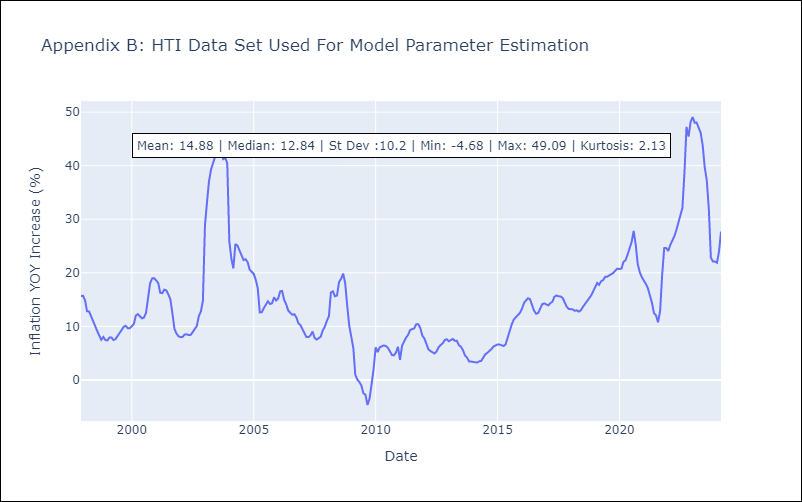 Appendix B: HTI Data Set Used For Model Parameter Estimation
50
Mean: 14.88 | Median: 12.84 | St Dev :10.2 | Min: -4.68 | Max: 49.09 | Kurtosis: 2.13
40
30
20
10
0
Inflation YOY Increase (%)
2000 2005 2010 2015 2020
Date